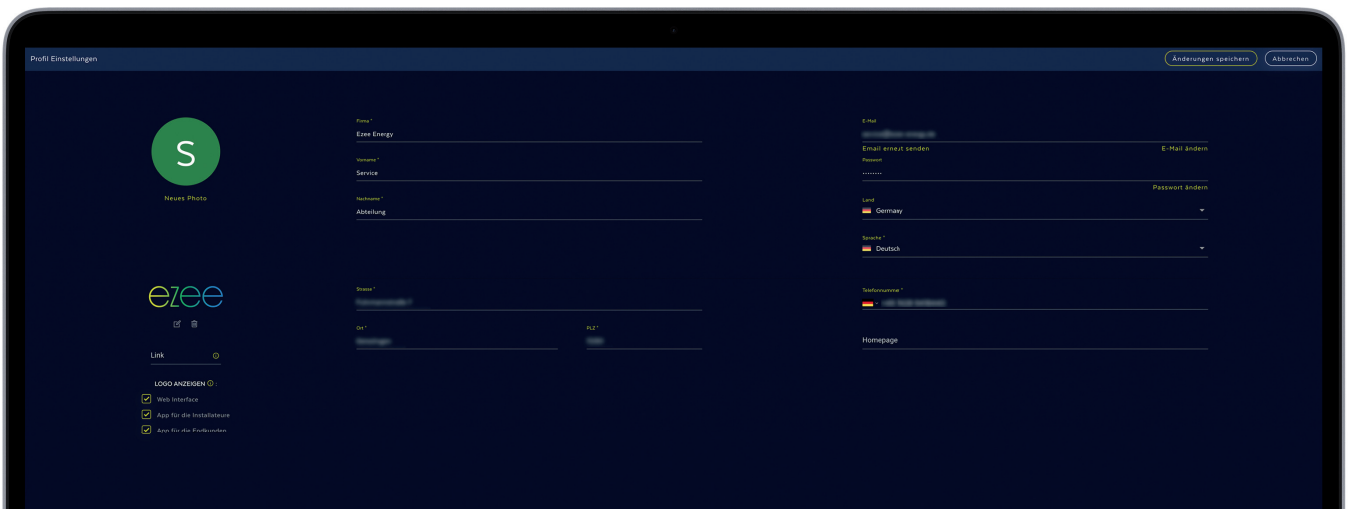 Profil Einstellungen
Änderungen speichern
Abbrechen
S
Neues Photo
Firma *
Ezee Energy
Vorname *
Service
Nachname *
Abteilung
E-Mail
Email erneut senden
E-Mail ändern
Passwort
········
Passwort ändern
Land
Germany
Sprache *
Deutsch
ezee
Link
LOGO ANZEIGEN :
Web Interface
App für die Installateure
App für die Endkunden
Strasse *
Ort *
PLZ *
Telefonnumme *
Homepage